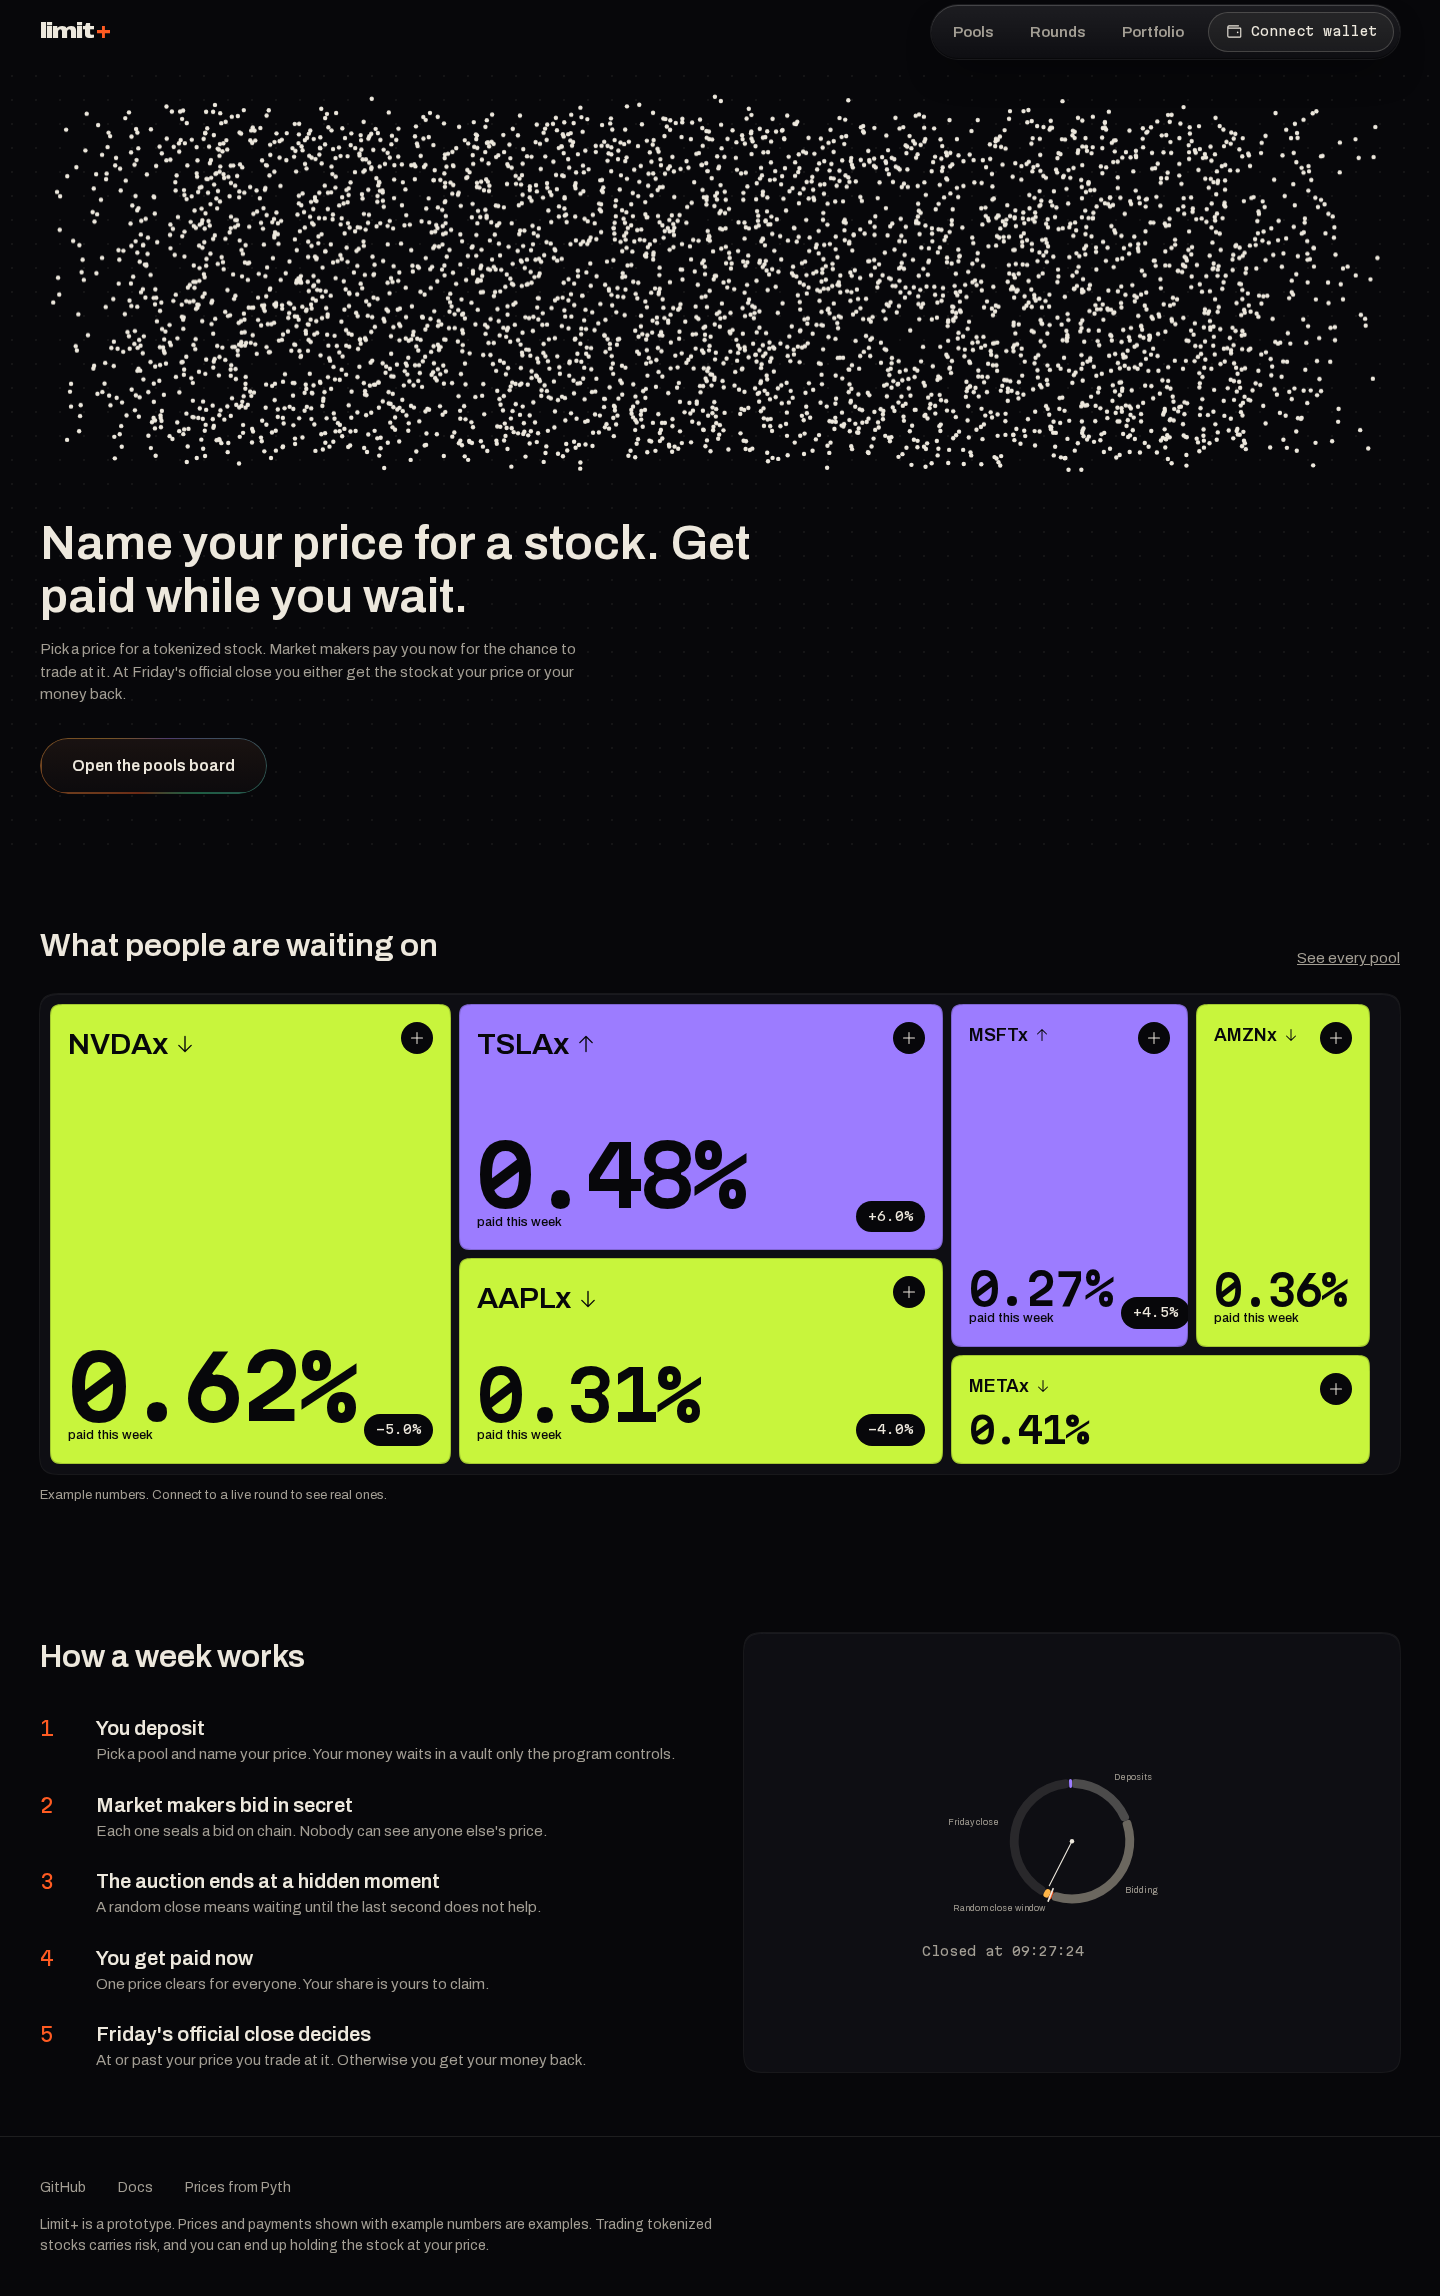 limit+
Pools
Rounds
Portfolio
Connect wallet
Name your price for a stock. Get
paid while you wait.
Pick a price for a tokenized stock. Market makers pay you now for the chance to
trade at it. At Friday's official close you either get the stock at your price or your
money back.
Open the pools board
What people are waiting on
See every pool
NVDAx ↓
0.62%
paid this week
−5.0%
TSLAx ↑
0.48%
paid this week
+6.0%
AAPLx ↓
0.31%
paid this week
−4.0%
MSFTx ↑
0.27%
paid this week
+4.5%
AMZNx ↓
0.36%
paid this week
METAx ↓
0.41%
Example numbers. Connect to a live round to see real ones.
How a week works
1
You deposit
Pick a pool and name your price. Your money waits in a vault only the program controls.
2
Market makers bid in secret
Each one seals a bid on chain. Nobody can see anyone else's price.
3
The auction ends at a hidden moment
A random close means waiting until the last second does not help.
4
You get paid now
One price clears for everyone. Your share is yours to claim.
5
Friday's official close decides
At or past your price you trade at it. Otherwise you get your money back.
Deposits
Friday close
Bidding
Random close window
Closed at 09:27:24
GitHub
Docs
Prices from Pyth
Limit+ is a prototype. Prices and payments shown with example numbers are examples. Trading tokenized
stocks carries risk, and you can end up holding the stock at your price.